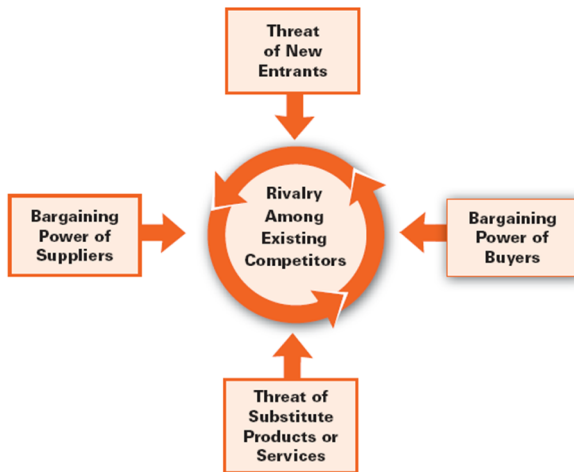 Threat
of New
Entrants
Bargaining
Power of
Suppliers
Rivalry
Among
Existing
Competitors
Bargaining
Power of
Buyers
Threat of
Substitute
Products or
Services